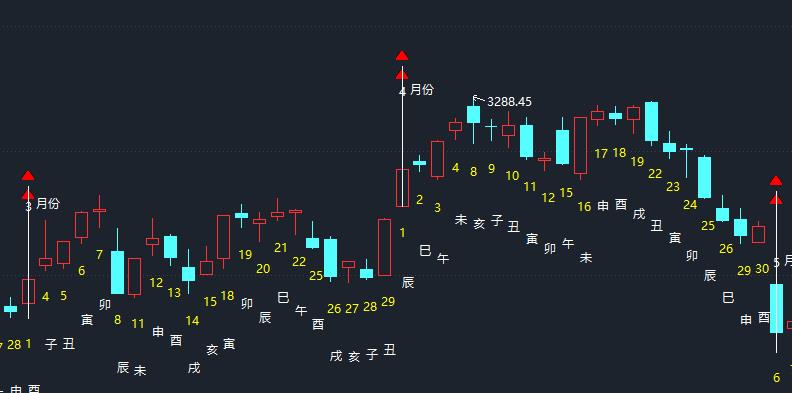 3 月份
4 月份
5 月
3288.45
28 1 4 5 6 7 8 11 12 13 14 15 18 19 20 21 22 25 26 27 28 29 1 2 3 4 8 9 10 11 12 15 16 17 18 19 22 23 24 25 26 29 30 6
申 酉 子 丑 寅 卯 辰 未 申 酉 戌 亥 寅 卯 辰 巳 午 酉 戌 亥 子 丑 辰 巳 午 未 亥 子 丑 寅 卯 午 未 申 酉 戌 丑 寅 卯 辰 巳 申 酉